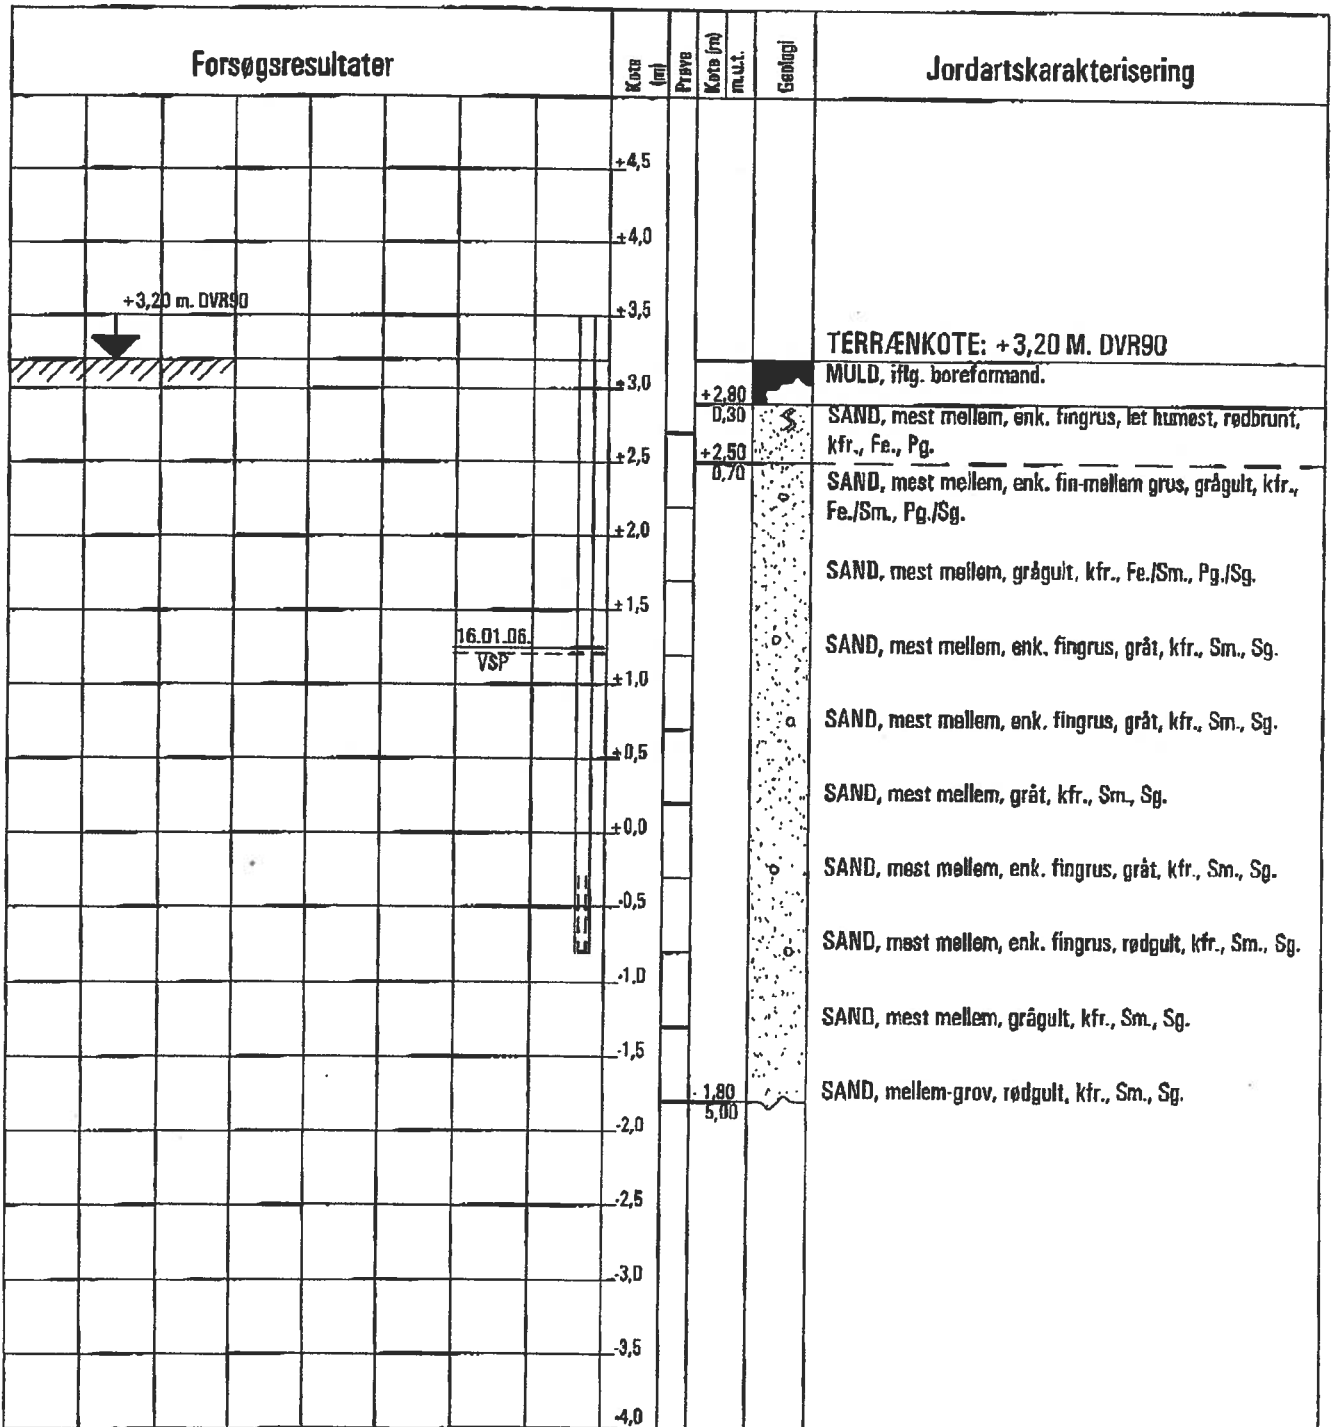 Forsøgsresultater
Kote (m)
Prøve
Kote (m)
m.u.t.
Geologi
Jordartskarakterisering
+4,5
+4,0
+3,20 m. DVR90
+3,5
TERRÆNKOTE: +3,20 M. DVR90
MULD, iflg. boreformand.
+3,0
+2,80
0,30
SAND, mest mellem, enk. fingrus, let humøst, rødbrunt,
kfr., Fe., Pg.
+2,5
+2,50
0,70
SAND, mest mellem, enk. fin-mellem grus, grågult, kfr.,
Fe./Sm., Pg./Sg.
+2,0
SAND, mest mellem, grågult, kfr., Fe./Sm., Pg./Sg.
+1,5
16.01.06.
VSP
SAND, mest mellem, enk. fingrus, gråt, kfr., Sm., Sg.
+1,0
SAND, mest mellem, enk. fingrus, gråt, kfr., Sm., Sg.
+0,5
SAND, mest mellem, gråt, kfr., Sm., Sg.
+0,0
SAND, mest mellem, enk. fingrus, gråt, kfr., Sm., Sg.
-0,5
SAND, mest mellem, enk. fingrus, rødgult, kfr., Sm., Sg.
-1,0
SAND, mest mellem, grågult, kfr., Sm., Sg.
-1,5
- 1,80
5,00
SAND, mellem-grov, rødgult, kfr., Sm., Sg.
-2,0
-2,5
-3,0
-3,5
-4,0